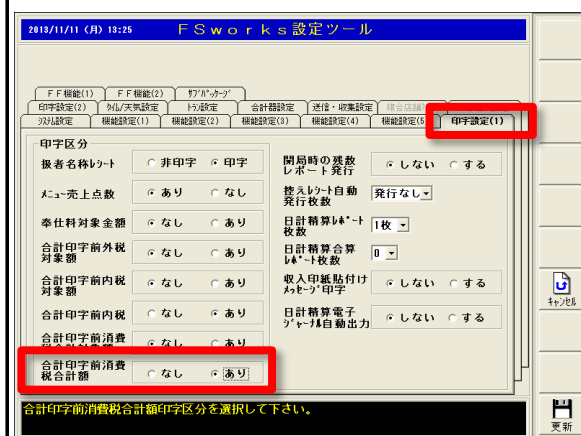 2013/11/11 (月) 13:25 ＦＳｗｏｒｋｓ設定ツール
ＦＦ機能(1) ＦＦ機能(2) ｻﾌﾞﾊﾟｯｹｰｼﾞ
印字設定(2) ﾀｲﾑ/天気設定 ﾄﾗﾝ設定 合計器設定 送信・収集設定
ｼｽﾃﾑ設定 機能設定(1) 機能設定(2) 機能設定(3) 機能設定(4) 機能設定(5) 印字設定(1)
印字区分
扱者名称ﾚｼｰﾄ 非印字 印字
ﾒﾆｭｰ売上点数 あり なし
奉仕料対象金額 なし あり
合計印字前外税
対象額 なし あり
合計印字前内税
対象額 なし あり
合計印字前内税 なし あり
合計印字前消費
なし あり
合計印字前消費
税合計額 なし あり
開局時の残数
レポート発行 しない する
控えﾚｼｰﾄ自動
発行枚数 発行なし
日計精算ﾚﾎﾟｰﾄ
枚数 1枚
日計精算合算
ﾚﾎﾟｰﾄ枚数 0
収入印紙貼付け
ﾒｯｾｰｼﾞ印字 しない する
日計精算電子
ｼﾞｬｰﾅﾙ自動出力 しない する
合計印字前消費税合計額印字区分を選択して下さい。
ｷｬﾝｾﾙ
更新